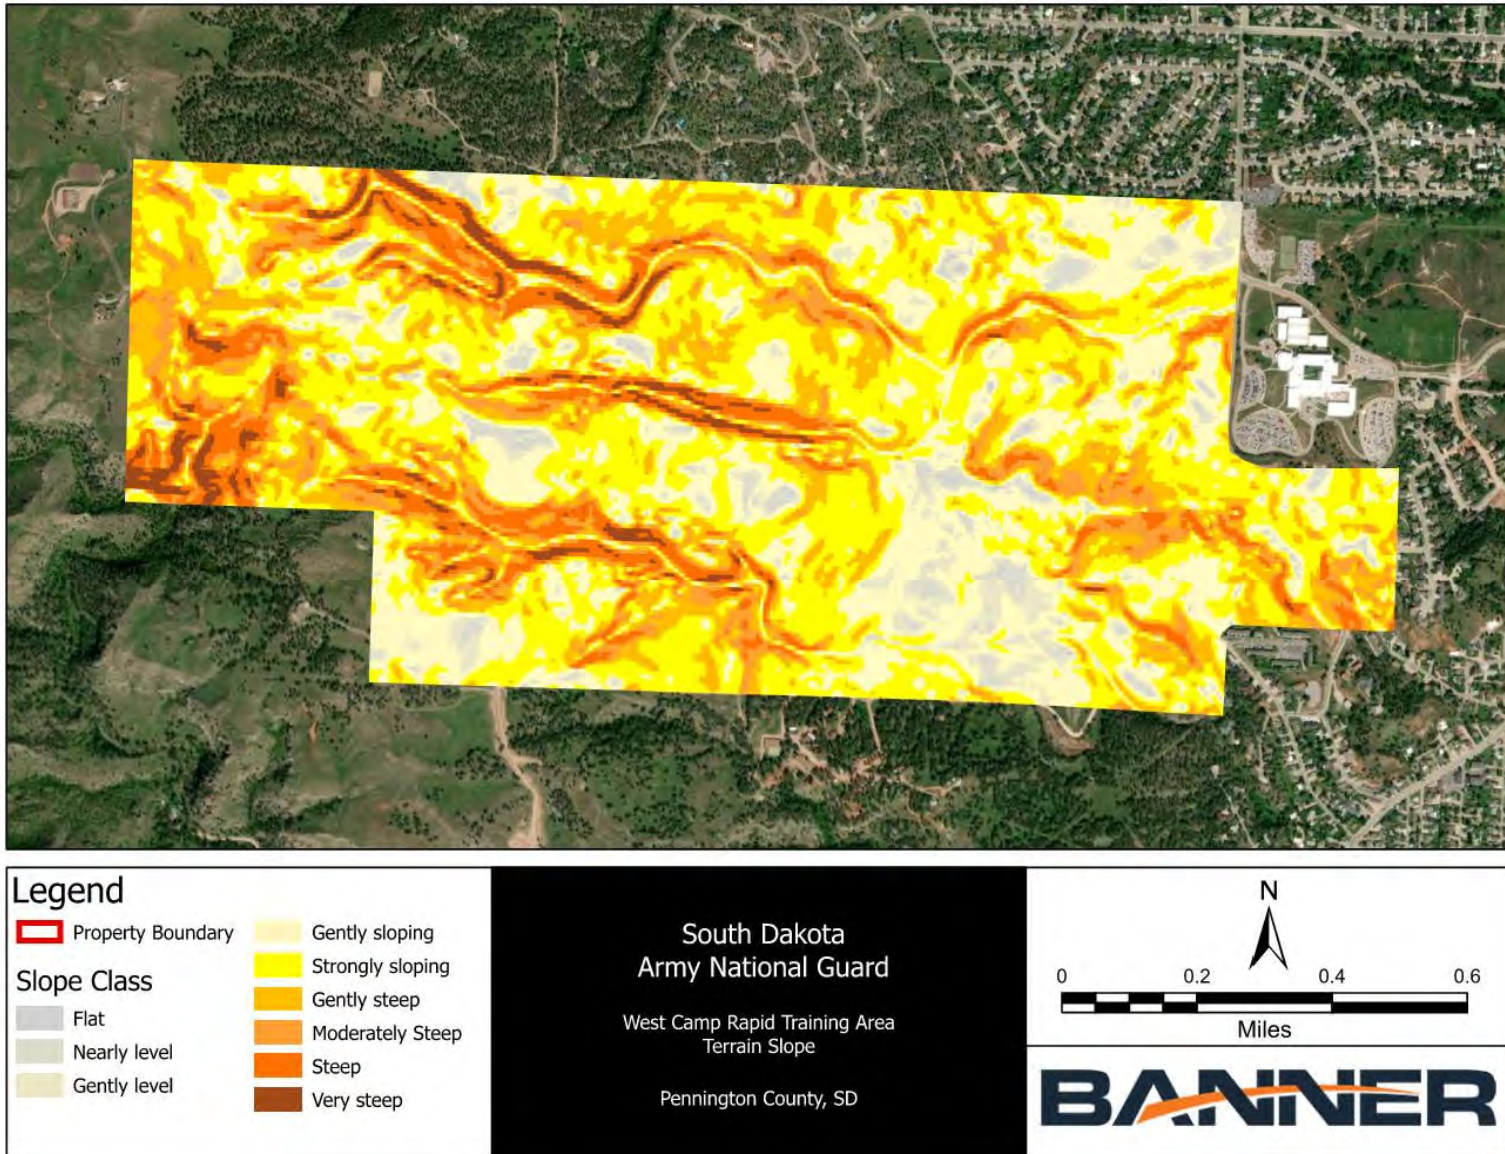 Legend
Property Boundary
Slope Class
Flat
Nearly level
Gently level
Gently sloping
Strongly sloping
Gently steep
Moderately Steep
Steep
Very steep
South Dakota
Army National Guard
West Camp Rapid Training Area
Terrain Slope
Pennington County, SD
N
0 0.2 0.4 0.6
Miles
BANNER